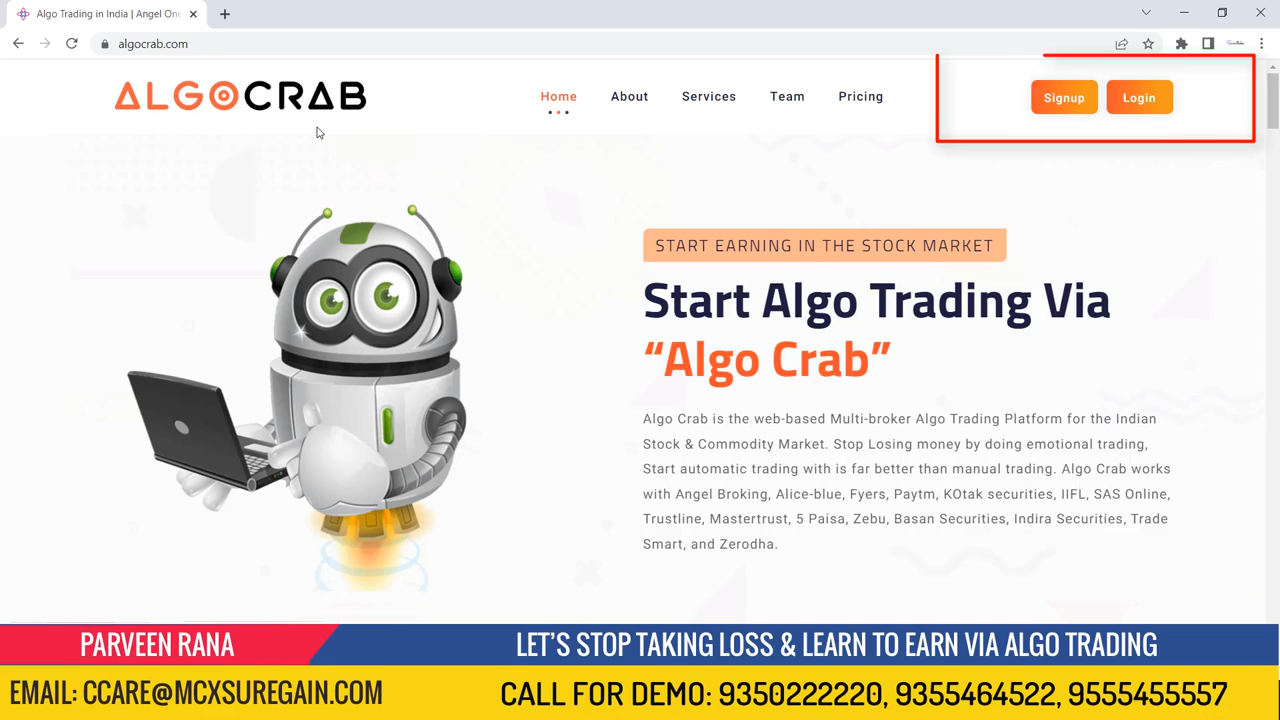 Algo Trading in India | Angel One
algocrab.com
ALGOCRAB
Home
About
Services
Team
Pricing
Signup
Login
START EARNING IN THE STOCK MARKET
Start Algo Trading Via
“Algo Crab”
Algo Crab is the web-based Multi-broker Algo Trading Platform for the Indian
Stock & Commodity Market. Stop Losing money by doing emotional trading,
Start automatic trading with is far better than manual trading. Algo Crab works
with Angel Broking, Alice-blue, Fyers, Paytm, KOtak securities, IIFL, SAS Online,
Trustline, Mastertrust, 5 Paisa, Zebu, Basan Securities, Indira Securities, Trade
Smart, and Zerodha.
PARVEEN RANA
LET’S STOP TAKING LOSS & LEARN TO EARN VIA ALGO TRADING
EMAIL: CCARE@MCXSUREGAIN.COM
CALL FOR DEMO: 9350222220, 9355464522, 9555455557